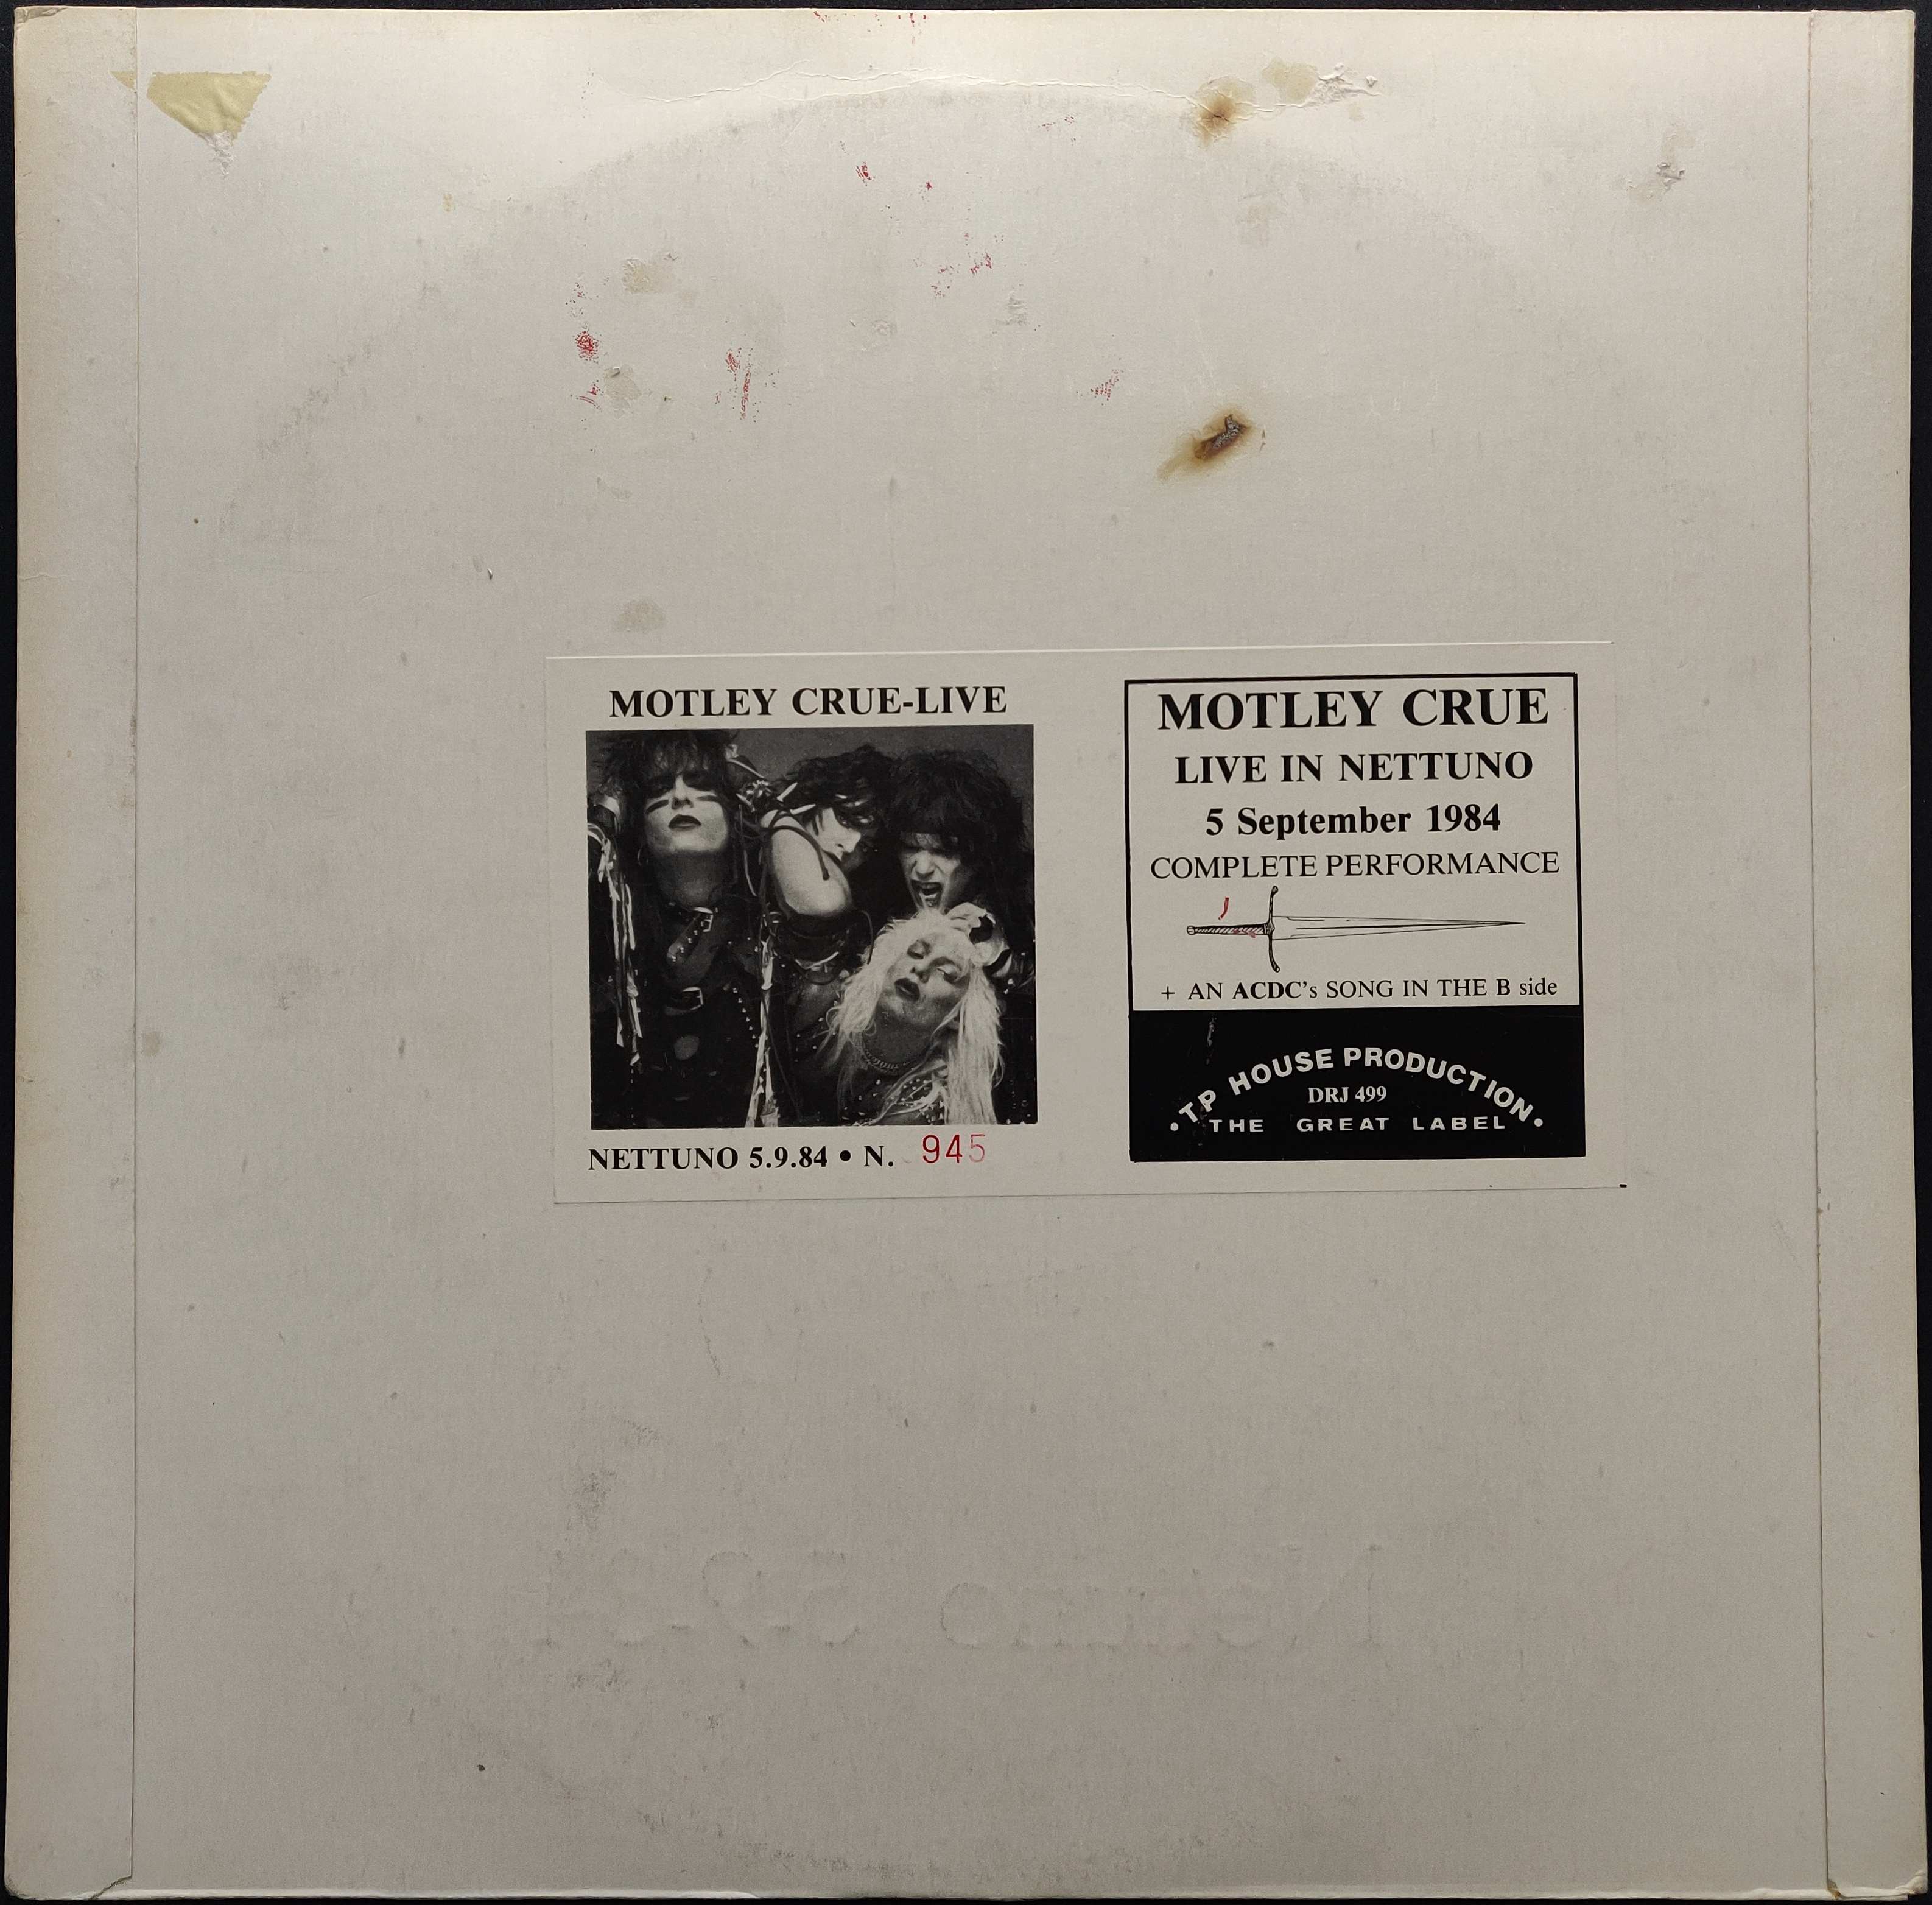 MOTLEY CRUE-LIVE
NETTUNO 5.9.84 • N. 945
MOTLEY CRUE
LIVE IN NETTUNO
5 September 1984
COMPLETE PERFORMANCE
+ AN ACDC's SONG IN THE B side
• TP HOUSE PRODUCTION •
DRJ 499
THE GREAT LABEL